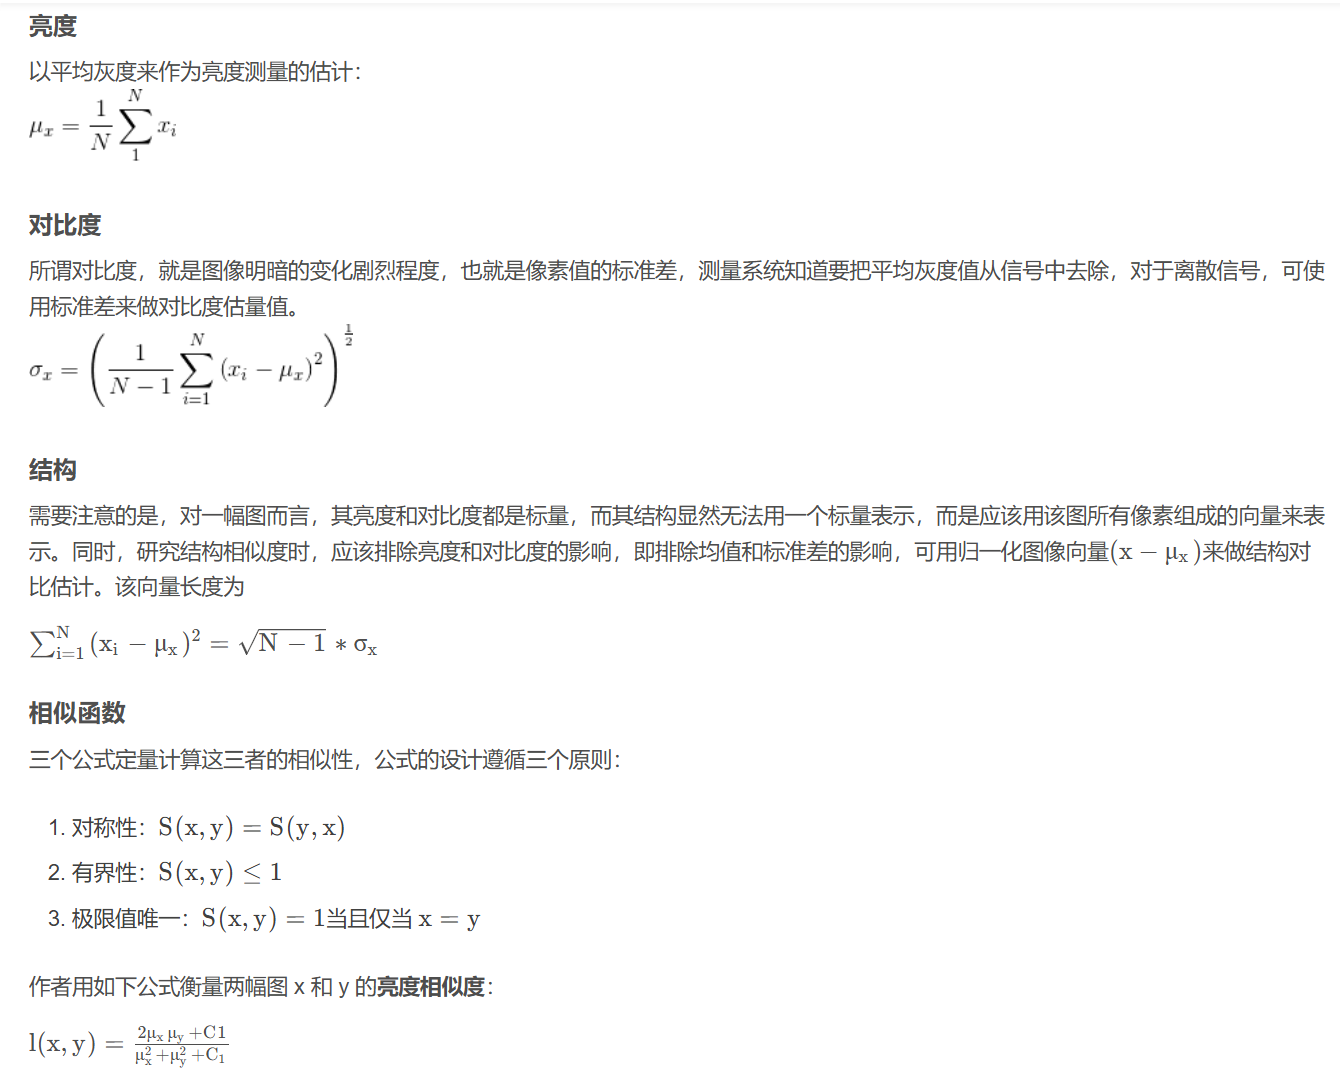 亮度
以平均灰度来作为亮度测量的估计：
μ_x = \frac{1}{N} \sum_{1}^{N} x_i
对比度
所谓对比度，就是图像明暗的变化剧烈程度，也就是像素值的标准差，测量系统知道要把平均灰度值从信号中去除，对于离散信号，可使
用标准差来做对比度估量值。
σ_x = \left( \frac{1}{N-1} \sum_{i=1}^{N} (x_i - μ_x)^2 \right)^{\frac{1}{2}}
结构
需要注意的是，对一幅图而言，其亮度和对比度都是标量，而其结构显然无法用一个标量表示，而是应该用该图所有像素组成的向量来表
示。同时，研究结构相似度时，应该排除亮度和对比度的影响，即排除均值和标准差的影响，可用归一化图像向量(x − μ_x)来做结构对
比估计。该向量长度为
\sum_{i=1}^{N} (x_i − μ_x)^2 = \sqrt{N − 1} * σ_x
相似函数
三个公式定量计算这三者的相似性，公式的设计遵循三个原则：
1. 对称性：S(x, y) = S(y, x)
2. 有界性：S(x, y) ≤ 1
3. 极限值唯一：S(x, y) = 1当且仅当 x = y
作者用如下公式衡量两幅图 x 和 y 的亮度相似度：
l(x, y) = \frac{2μ_x μ_y + C1}{μ_x^2 + μ_y^2 + C_1}